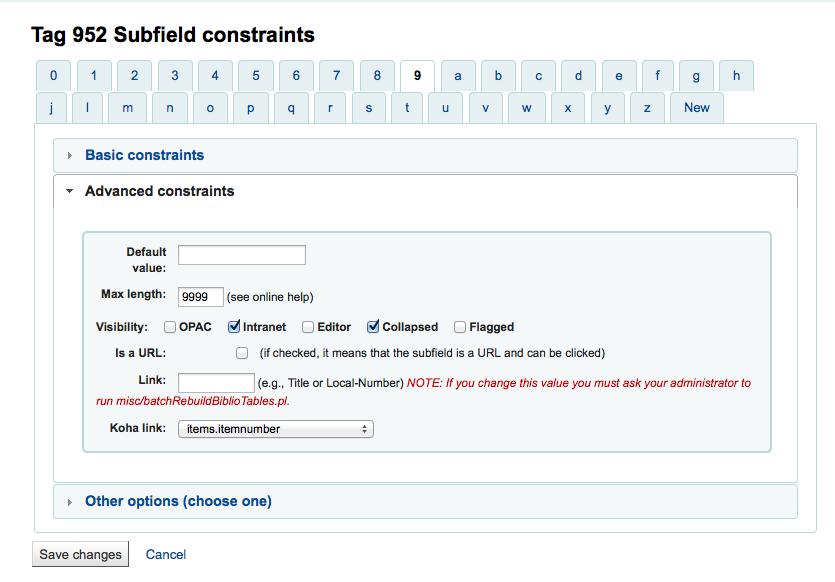 Tag 952 Subfield constraints
0 1 2 3 4 5 6 7 8 9 a b c d e f g h
j l m n o p q r s t u v w x y z New
Basic constraints
Advanced constraints
Default
value:
Max length: 9999 (see online help)
Visibility: OPAC Intranet Editor Collapsed Flagged
Is a URL: (if checked, it means that the subfield is a URL and can be clicked)
Link: (e.g., Title or Local-Number) NOTE: If you change this value you must ask your administrator to
run misc/batchRebuildBiblioTables.pl.
Koha link: items.itemnumber
Other options (choose one)
Save changes Cancel